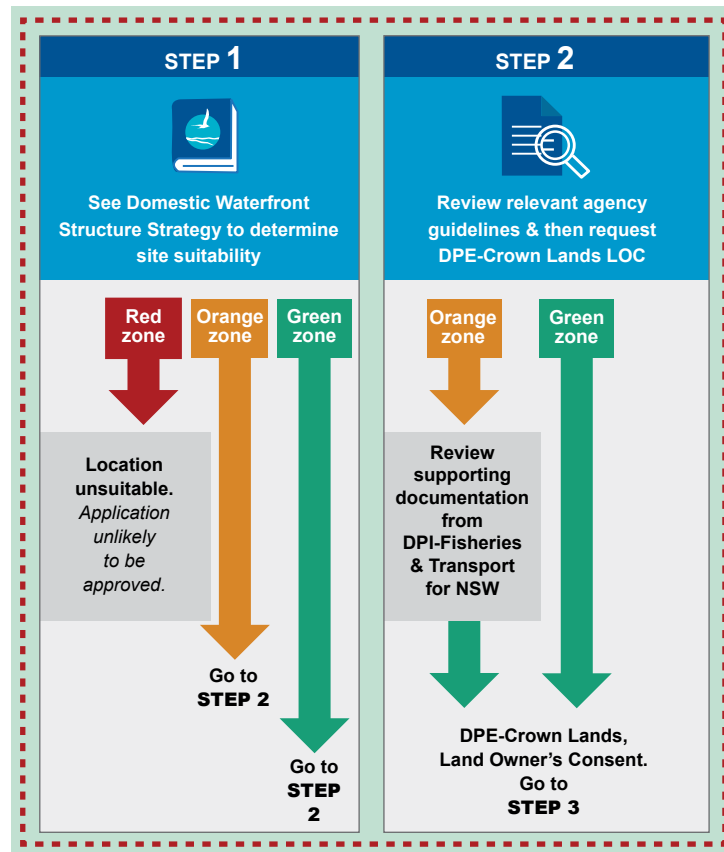 STEP 1
See Domestic Waterfront
Structure Strategy to determine
site suitability
Red
zone
Orange
zone
Green
zone
Location
unsuitable.
Application
unlikely
to be
approved.
Go to
STEP 2
Go to
STEP
2
STEP 2
Review relevant agency
guidelines & then request
DPE-Crown Lands LOC
Orange
zone
Green
zone
Review
supporting
documentation
from
DPI-Fisheries
& Transport
for NSW
DPE-Crown Lands,
Land Owner's Consent.
Go to
STEP 3